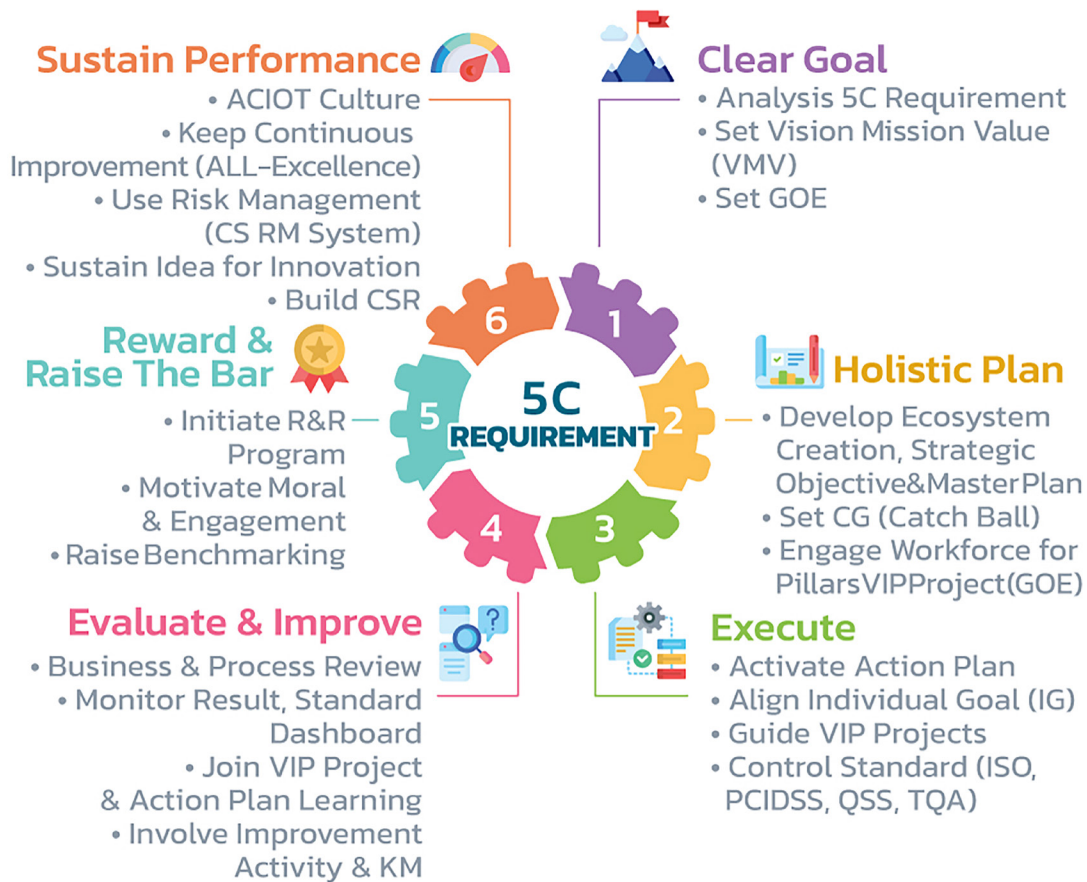 Sustain Performance
• ACIOT Culture
• Keep Continuous
Improvement (ALL-Excellence)
• Use Risk Management
(CS RM System)
• Sustain Idea for Innovation
• Build CSR
Clear Goal
• Analysis 5C Requirement
• Set Vision Mission Value
(VMV)
• Set GOE
6
1
5
2
4
3
5C
REQUIREMENT
Reward &
Raise The Bar
• Initiate R&R
Program
• Motivate Moral
& Engagement
• Raise Benchmarking
Holistic Plan
• Develop Ecosystem
Creation, Strategic
Objective&MasterPlan
• Set CG (Catch Ball)
• Engage Workforce for
PillarsVIPProject(GOE)
Evaluate & Improve
• Business & Process Review
• Monitor Result, Standard
Dashboard
• Join VIP Project
& Action Plan Learning
• Involve Improvement
Activity & KM
?
Execute
• Activate Action Plan
• Align Individual Goal (IG)
• Guide VIP Projects
• Control Standard (ISO,
PCIDSS, QSS, TQA)